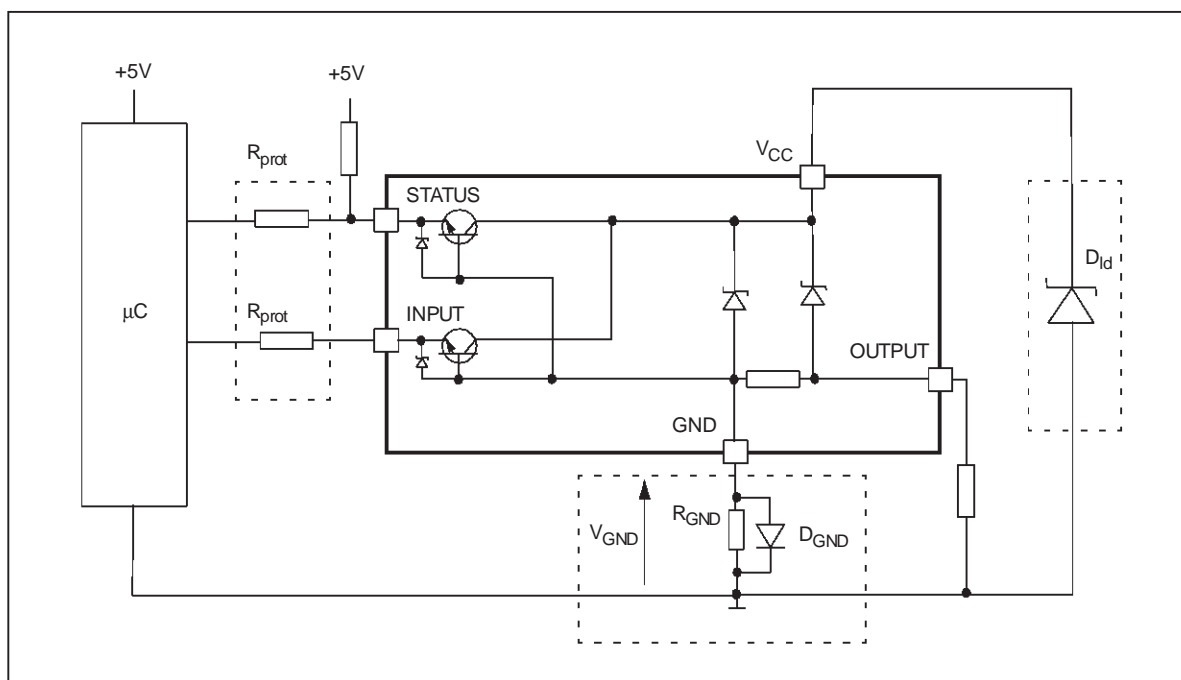 +5V
+5V
R_prot
V_CC
STATUS
D_ld
μC
R_prot
INPUT
OUTPUT
GND
R_GND
V_GND
D_GND